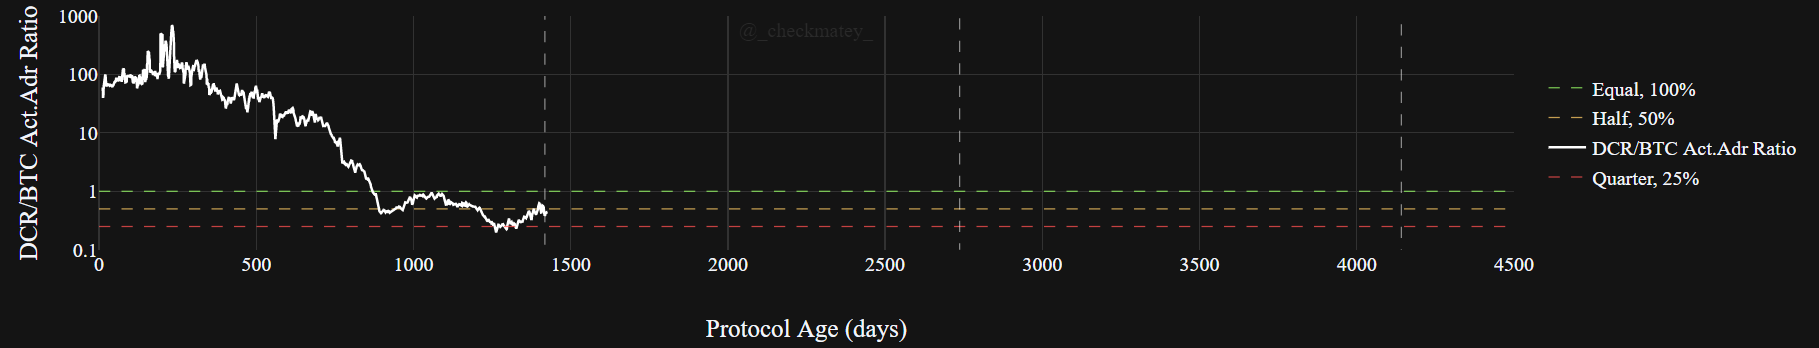 DCR/BTC Act.Adr Ratio
1000
100
10
1
0.1
@_checkmatey_
0 500 1000 1500 2000 2500 3000 3500 4000 4500
Protocol Age (days)
Equal, 100%
Half, 50%
DCR/BTC Act.Adr Ratio
Quarter, 25%